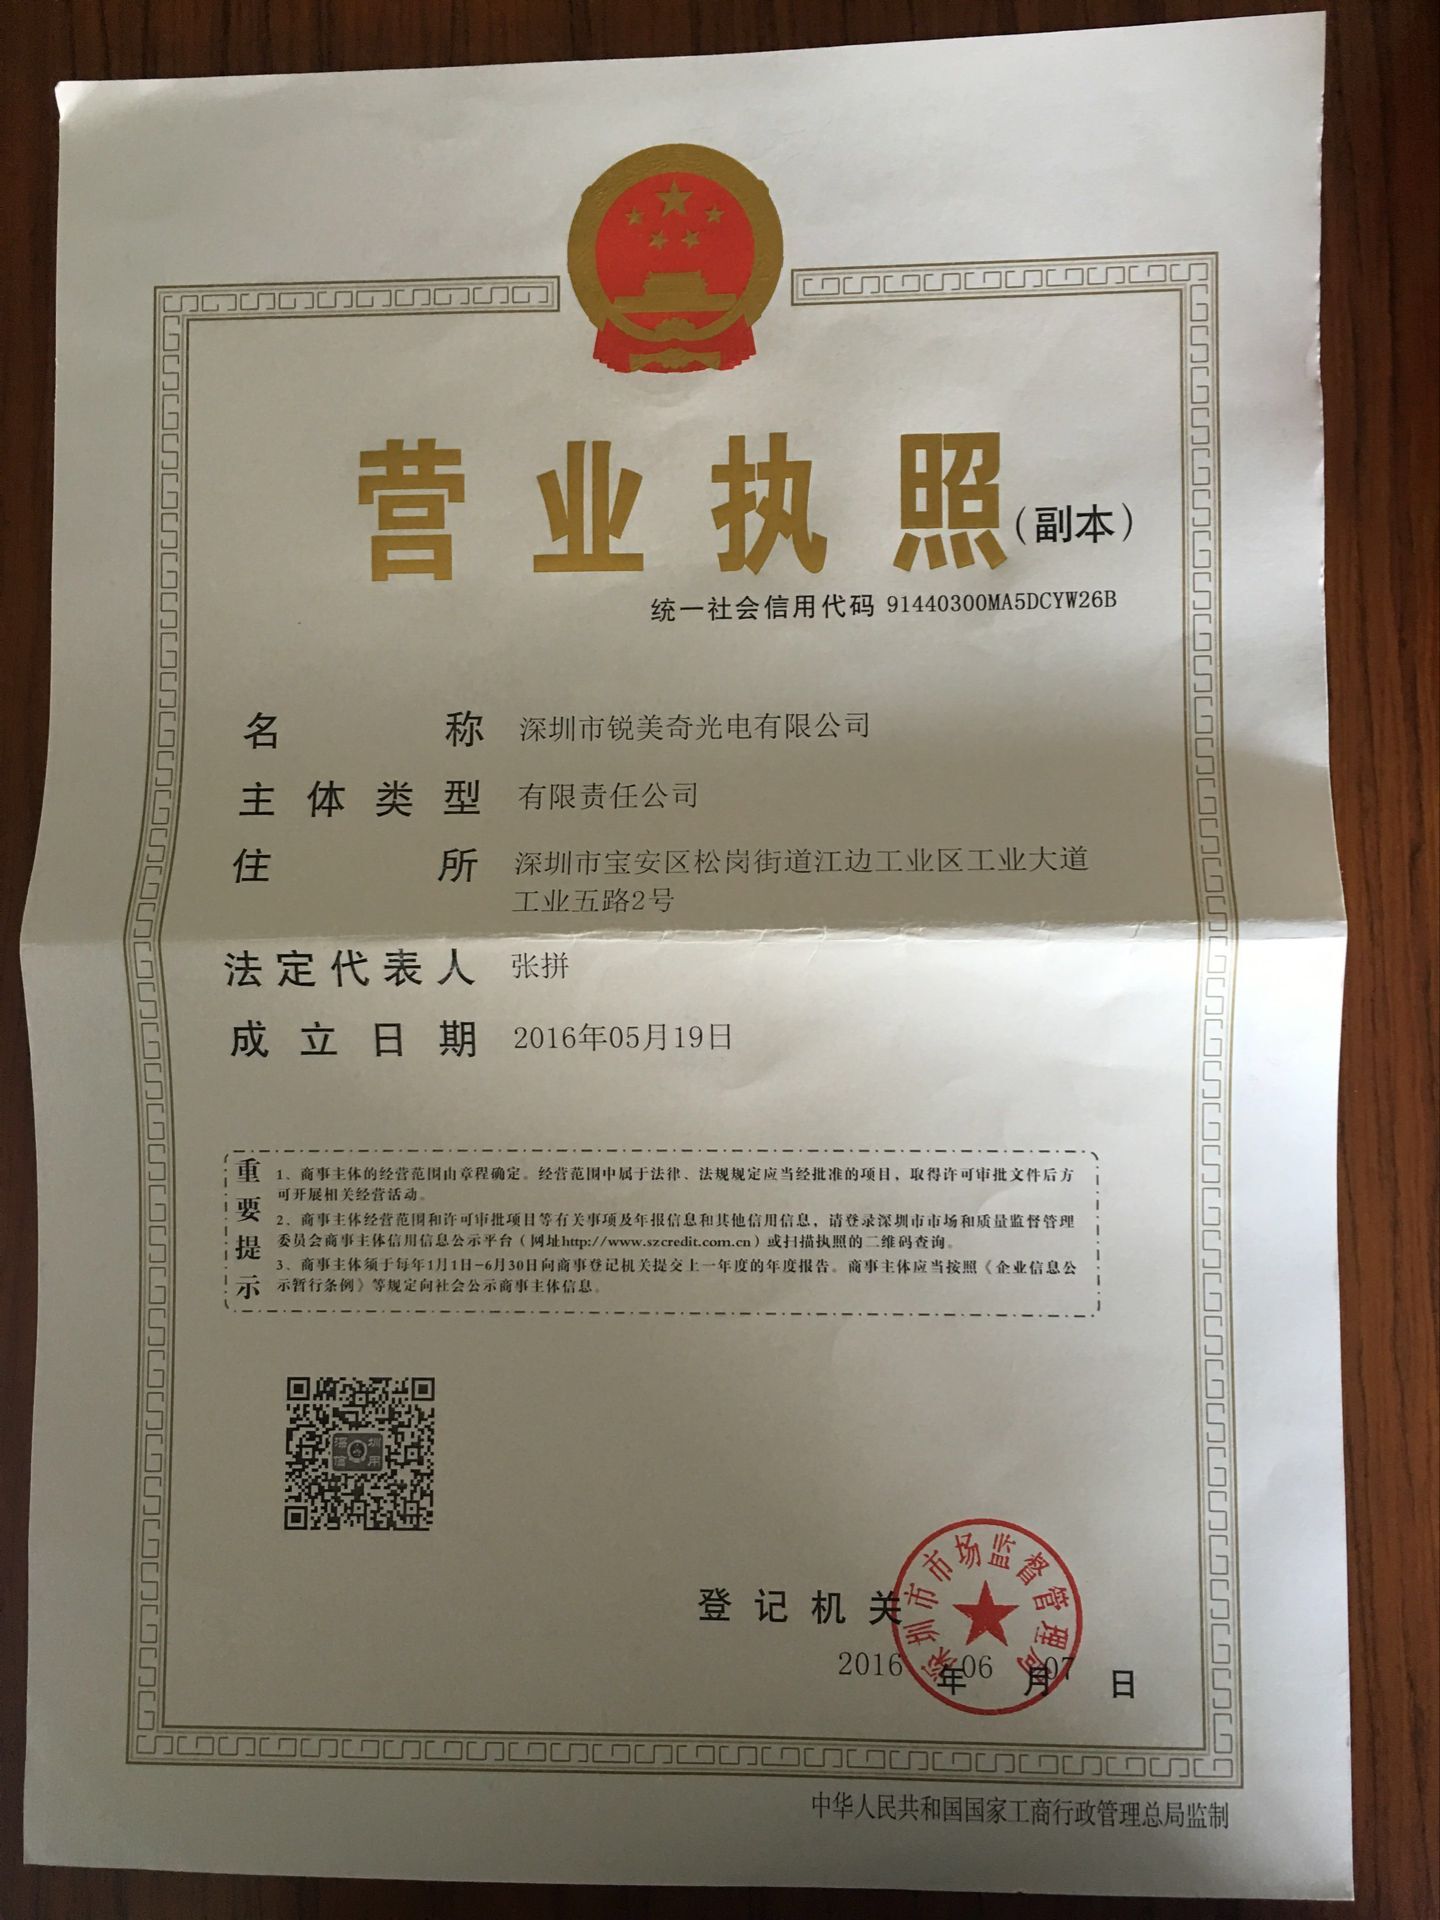 营业执照(副本)
统一社会信用代码 91440300MA5DCYW26B
名称 深圳市锐美奇光电有限公司
主体类型 有限责任公司
住所 深圳市宝安区松岗街道江边工业区工业大道
工业五路2号
法定代表人 张拼
成立日期 2016年05月19日
重要提示
1、商事主体的经营范围由章程确定。经营范围中属于法律、法规规定应当经批准的项目，取得许可审批文件后方
可开展相关经营活动。
2、商事主体经营范围和许可审批项目等有关事项及年报信息和其他信用信息，请登录深圳市市场和质量监督管理
委员会商事主体信用信息公示平台（网址http://www.szcredit.com.cn）或扫描执照的二维码查询。
3、商事主体须于每年1月1日-6月30日向商事登记机关提交上一年度的年度报告。商事主体应当按照《企业信息公
示暂行条例》等规定向社会公示商事主体信息。
深圳信用
登记机关
深圳市市场监督管理局
2016年06月07日
中华人民共和国国家工商行政管理总局监制